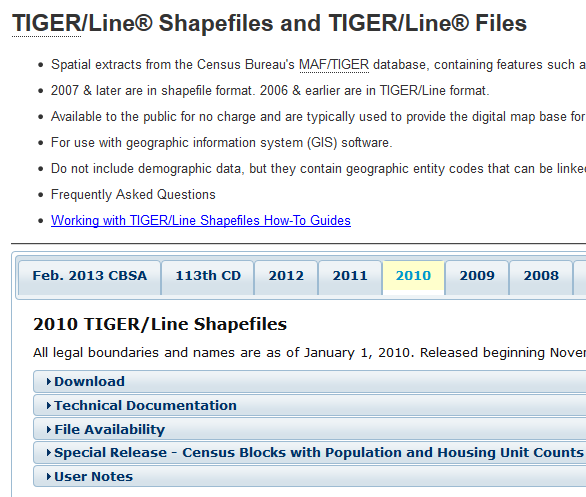 TIGER/Line® Shapefiles and TIGER/Line® Files
Spatial extracts from the Census Bureau's MAF/TIGER database, containing features such a
2007 & later are in shapefile format. 2006 & earlier are in TIGER/Line format.
Available to the public for no charge and are typically used to provide the digital map base for
For use with geographic information system (GIS) software.
Do not include demographic data, but they contain geographic entity codes that can be linke
Frequently Asked Questions
Working with TIGER/Line Shapefiles How-To Guides
Feb. 2013 CBSA 113th CD 2012 2011 2010 2009 2008
2010 TIGER/Line Shapefiles
All legal boundaries and names are as of January 1, 2010. Released beginning Nove
Download
Technical Documentation
File Availability
Special Release - Census Blocks with Population and Housing Unit Counts
User Notes